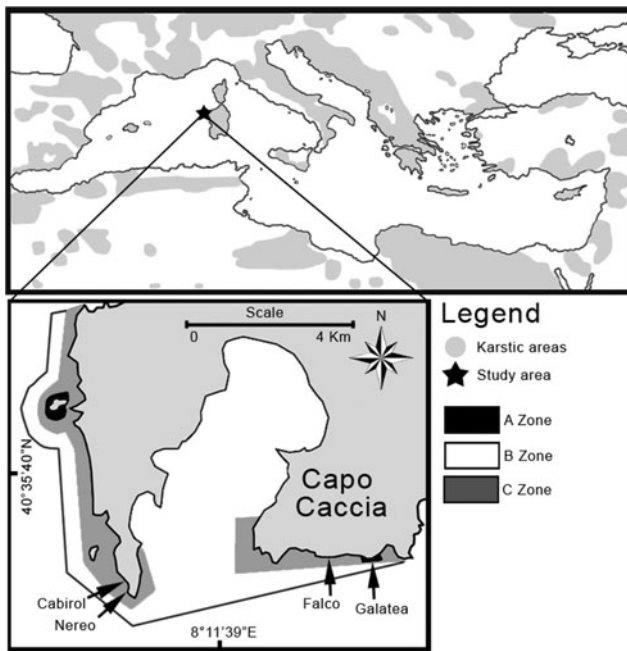 Scale
N
0
4 Km
40°35'40"N
Capo
Caccia
Cabirol
Nereo
Falco
Galatea
8°11'39"E
Legend
Karstic areas
Study area
A Zone
B Zone
C Zone